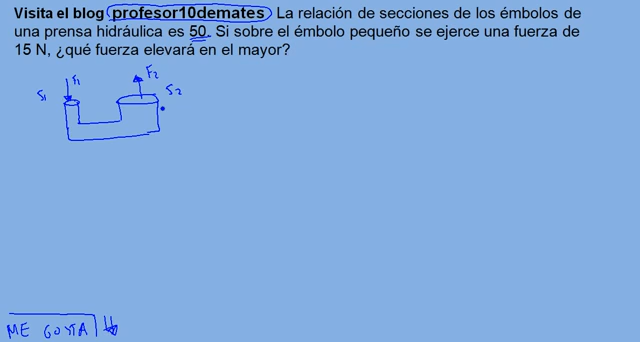 Visita el blog profesor10demates La relación de secciones de los émbolos de
una prensa hidráulica es 50. Si sobre el émbolo pequeño se ejerce una fuerza de
15 N, ¿qué fuerza elevará en el mayor?
F1 F2
S1 S2
ME GOSTA